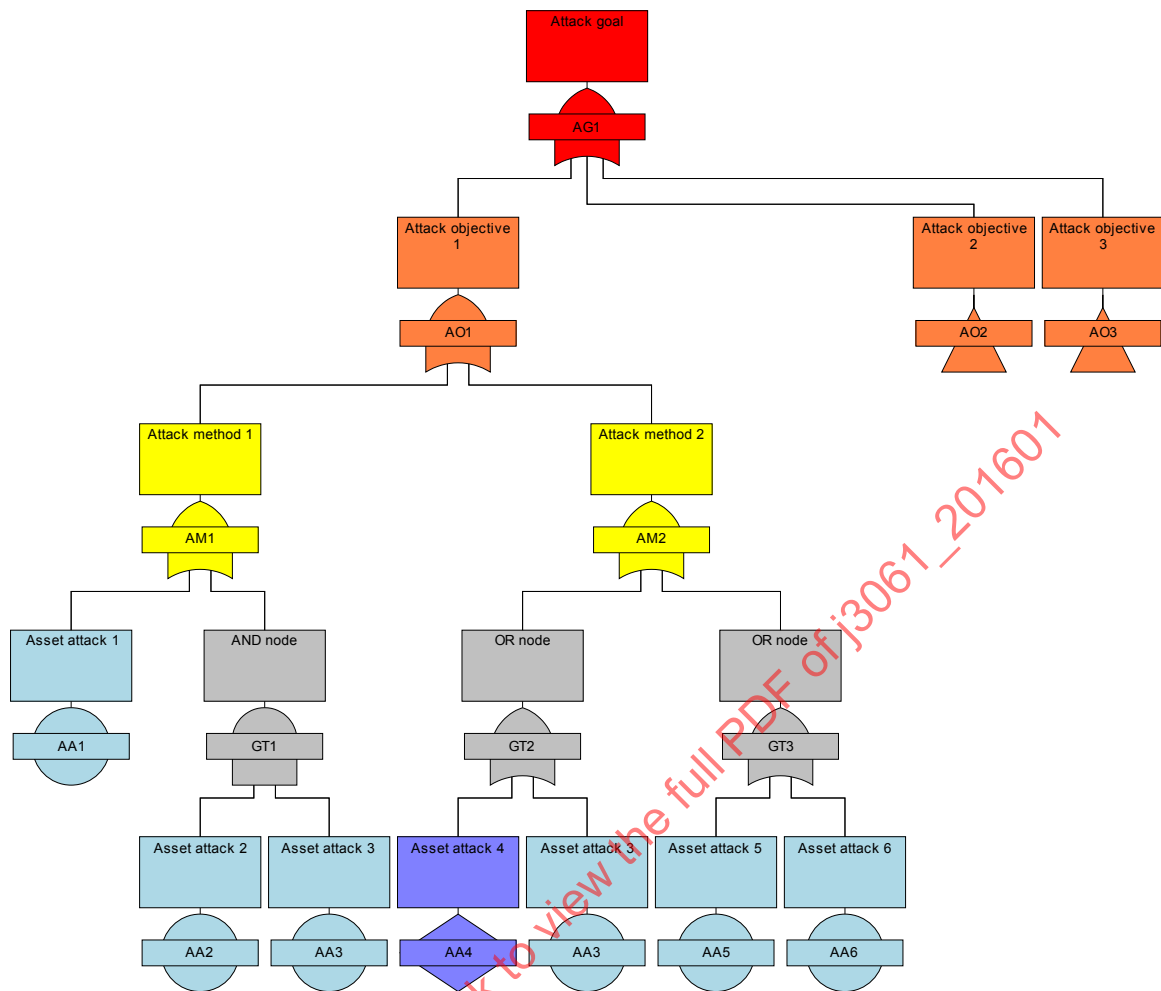 Attack goal
AG1
Attack objective
1
Attack objective
2
Attack objective
3
AO1
AO2
AO3
Attack method 1
Attack method 2
AM1
AM2
Asset attack 1
AND node
OR node
OR node
AA1
GT1
GT2
GT3
Asset attack 2
Asset attack 3
Asset attack 4
Asset attack 3
Asset attack 5
Asset attack 6
AA2
AA3
AA4
AA3
AA5
AA6
to view the full PDF of j3061_201601